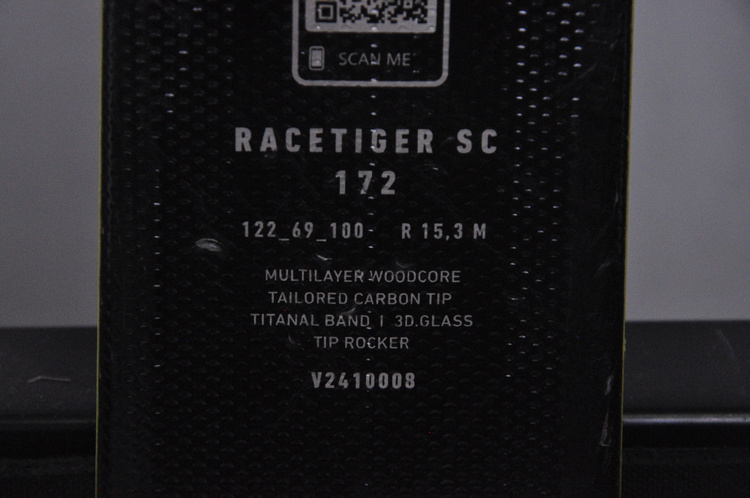 SCAN ME
RACETIGER SC
172
122_69_100 R 15,3 M
MULTILAYER WOODCORE
TAILORED CARBON TIP
TITANAL BAND | 3D.GLASS
TIP ROCKER
V2410008